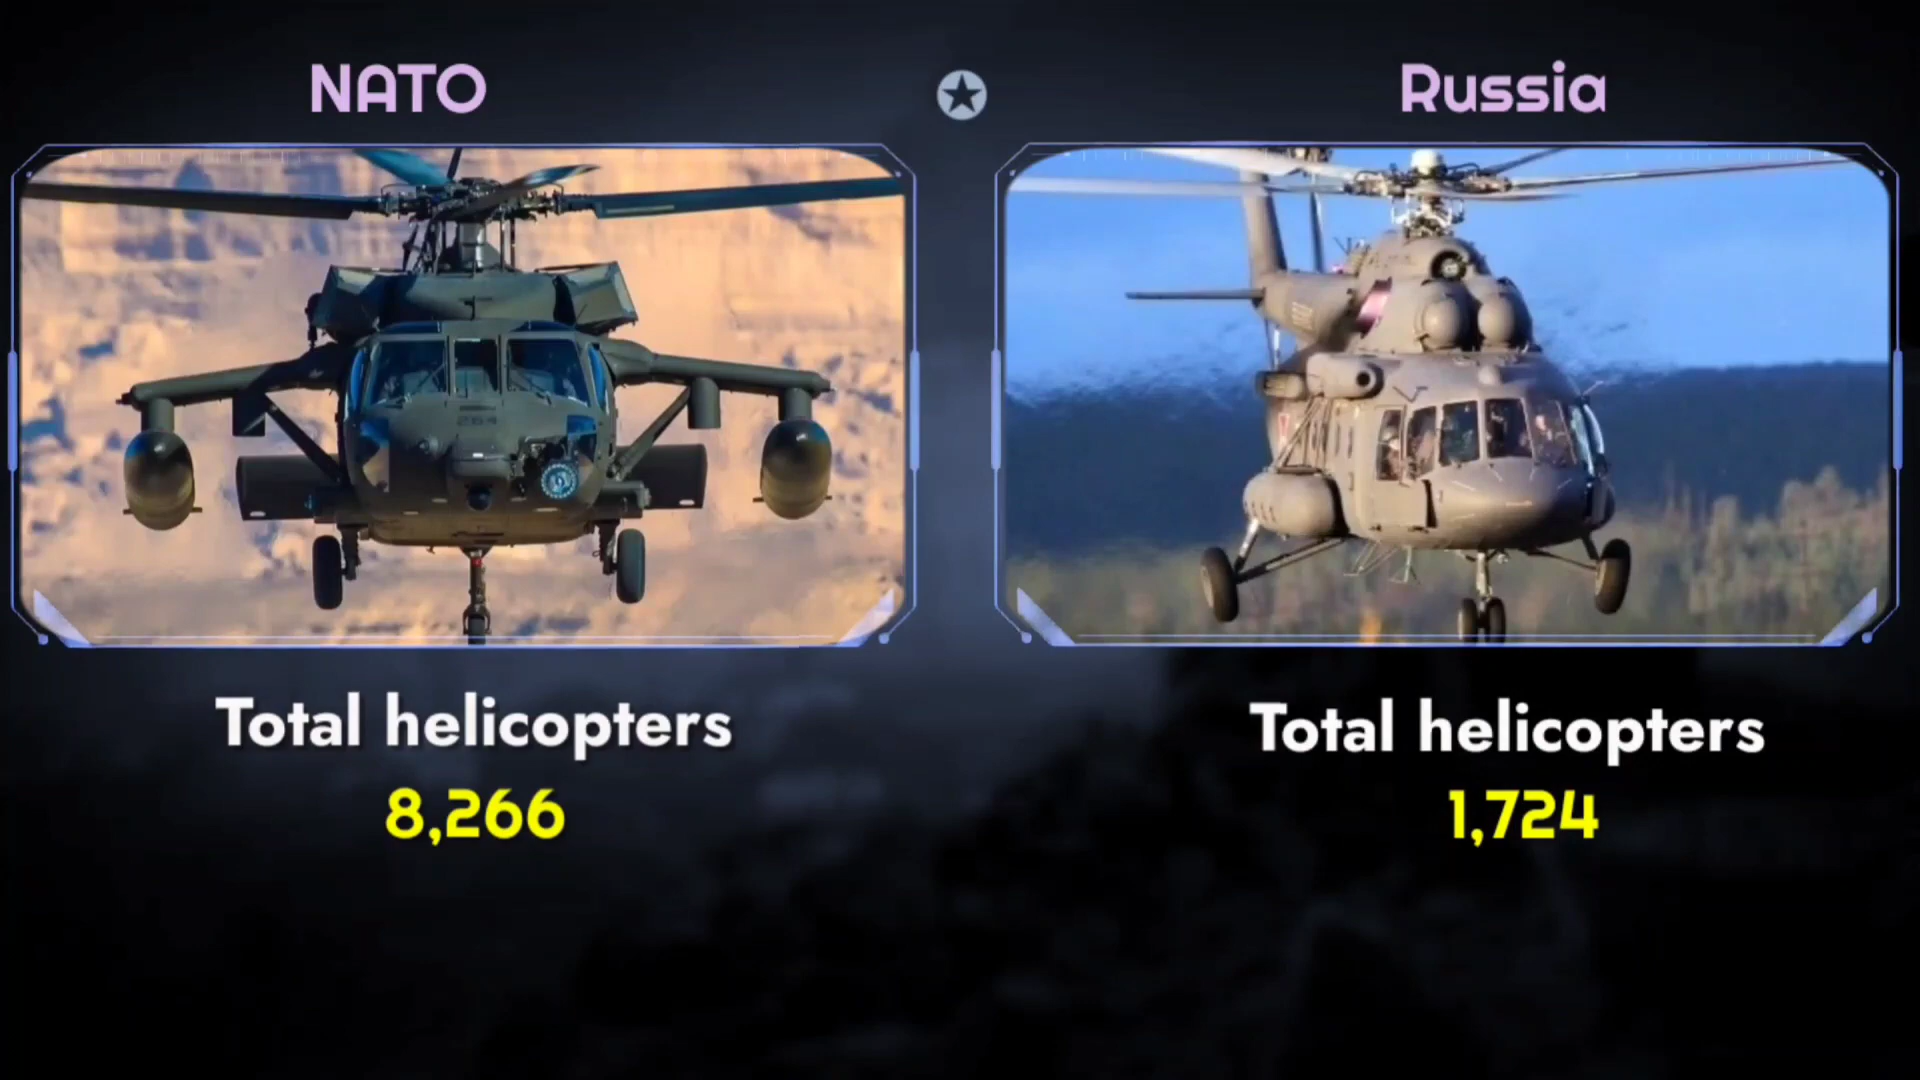 NATO
Russia
Total helicopters
8,266
Total helicopters
1,724